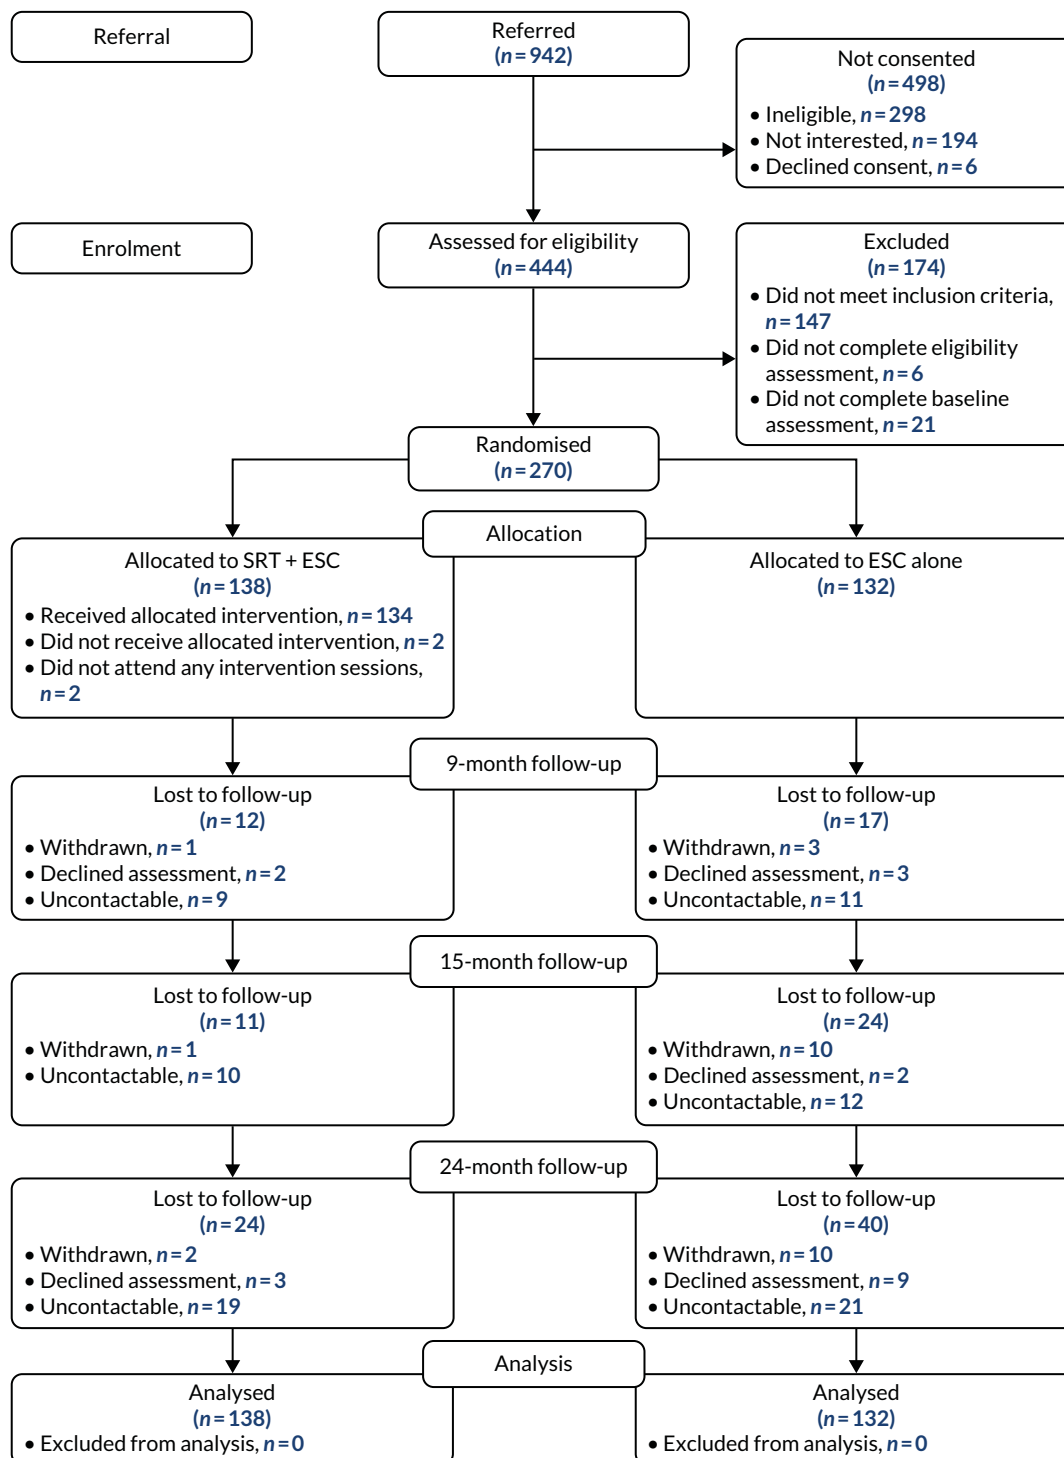 Referral
Referred
(n=942)
Not consented
(n=498)
• Ineligible, n=298
• Not interested, n=194
• Declined consent, n=6
Enrolment
Assessed for eligibility
(n=444)
Excluded
(n=174)
• Did not meet inclusion criteria,
n=147
• Did not complete eligibility
assessment, n=6
• Did not complete baseline
assessment, n=21
Randomised
(n=270)
Allocation
Allocated to SRT + ESC
(n=138)
• Received allocated intervention, n=134
• Did not receive allocated intervention, n=2
• Did not attend any intervention sessions,
n=2
Allocated to ESC alone
(n=132)
9-month follow-up
Lost to follow-up
(n=12)
• Withdrawn, n=1
• Declined assessment, n=2
• Uncontactable, n=9
Lost to follow-up
(n=17)
• Withdrawn, n=3
• Declined assessment, n=3
• Uncontactable, n=11
15-month follow-up
Lost to follow-up
(n=11)
• Withdrawn, n=1
• Uncontactable, n=10
Lost to follow-up
(n=24)
• Withdrawn, n=10
• Declined assessment, n=2
• Uncontactable, n=12
24-month follow-up
Lost to follow-up
(n=24)
• Withdrawn, n=2
• Declined assessment, n=3
• Uncontactable, n=19
Lost to follow-up
(n=40)
• Withdrawn, n=10
• Declined assessment, n=9
• Uncontactable, n=21
Analysis
Analysed
(n=138)
• Excluded from analysis, n=0
Analysed
(n=132)
• Excluded from analysis, n=0